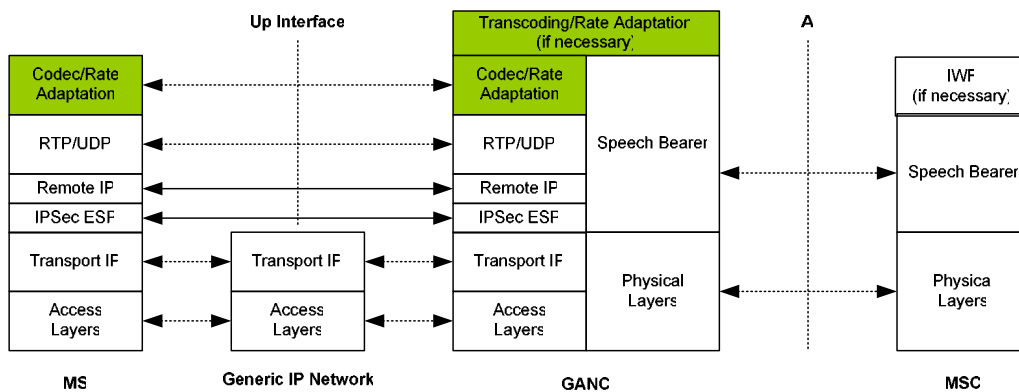 Up Interface
Transcoding/Rate Adaptatior
(if necessary)
A
Codec/Rate
Adaptation
Codec/Rate
Adaptation
IWF
(if necessary)
RTP/UDP
RTP/UDP
Speech Bearer
Speech Bearer
Remote IP
Remote IP
IPSec ESF
IPSec ESF
Transport IF
Transport IF
Transport IF
Physical
Layers
Physica
Layers
Access
Layers
Access
Layers
Access
Layers
MS
Generic IP Network
GANC
MSC